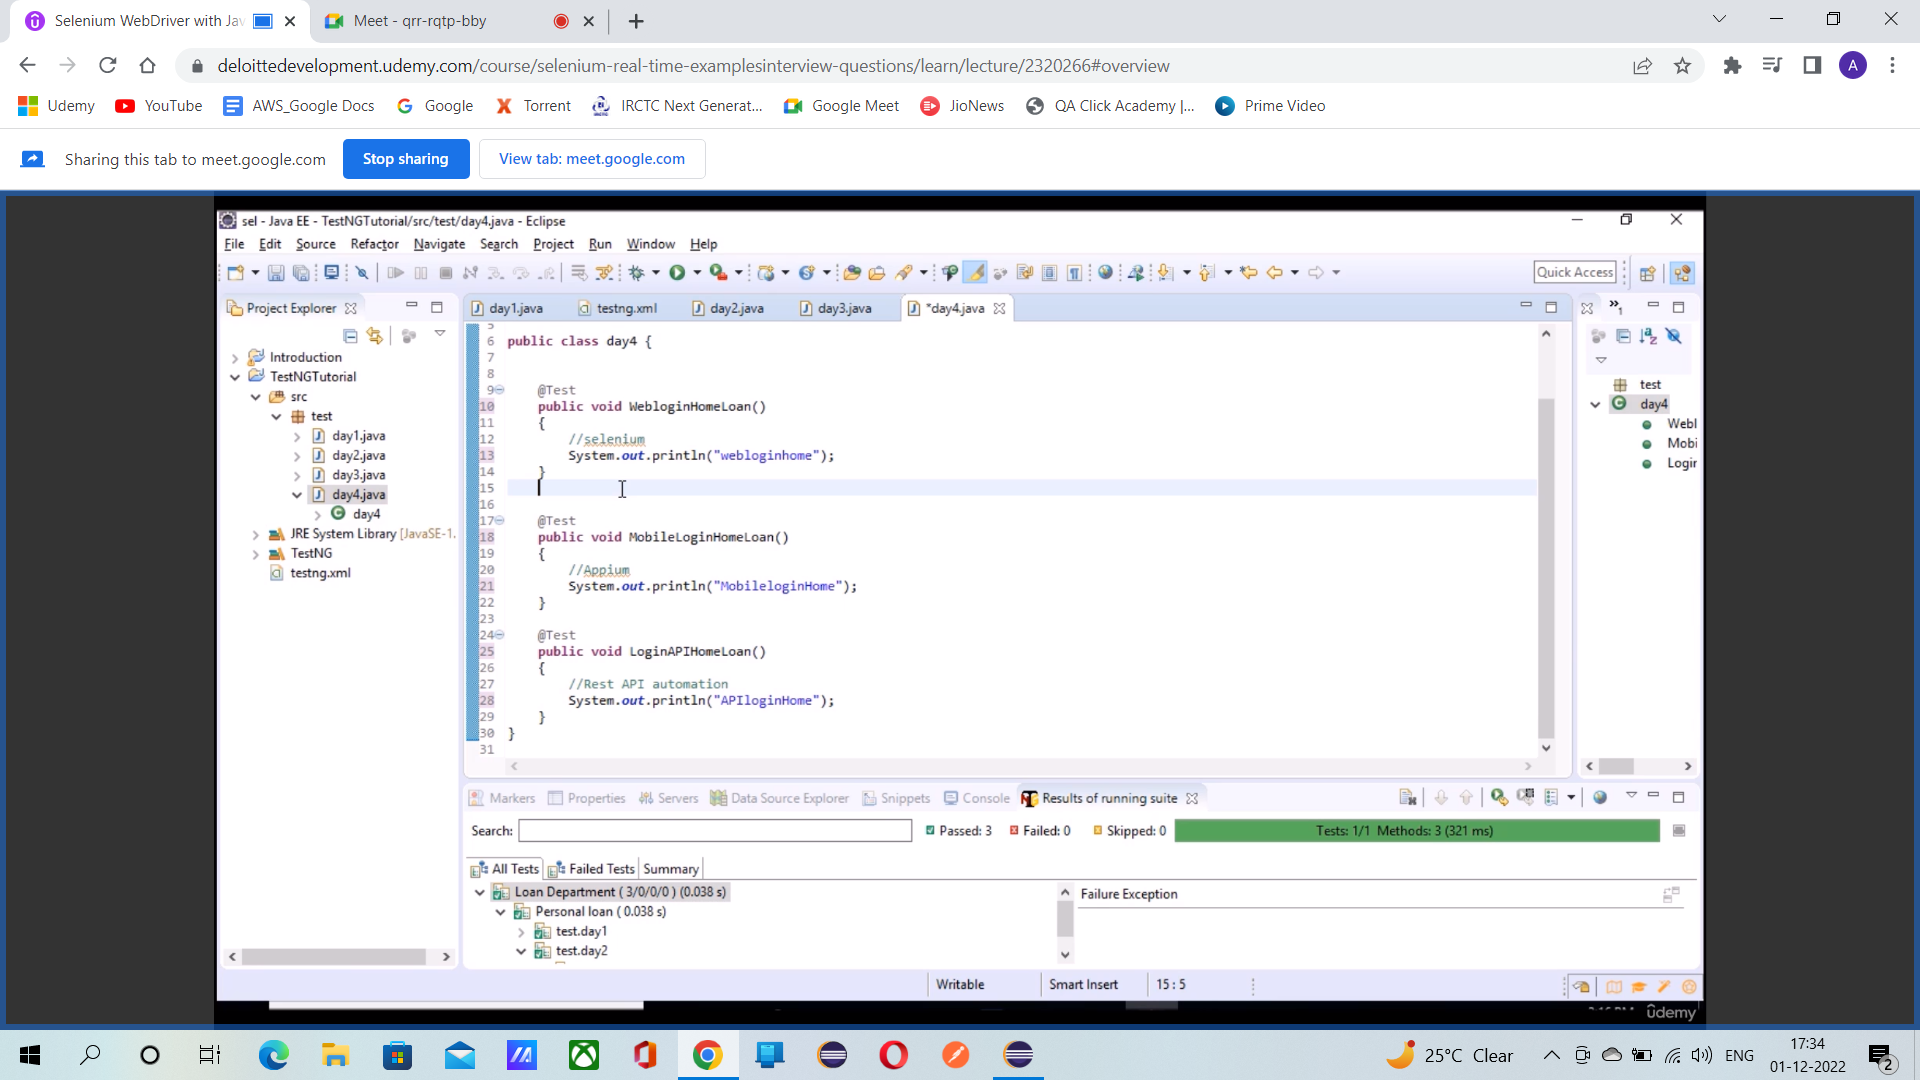 Selenium WebDriver with Jav
Meet - qrr-rqtp-bby
deloittedevelopment.udemy.com/course/selenium-real-time-examplesinterview-questions/learn/lecture/2320266#overview
A
Udemy YouTube AWS_Google Docs Google Torrent IRCTC Next Generat... Google Meet JioNews QA Click Academy |... Prime Video
Sharing this tab to meet.google.com Stop sharing View tab: meet.google.com
sel - Java EE - TestNGTutorial/src/test/day4.java - Eclipse
File Edit Source Refactor Navigate Search Project Run Window Help
Quick Access
Project Explorer
day1.java testng.xml day2.java day3.java *day4.java
Introduction
TestNGTutorial
src
test
day1.java
day2.java
day3.java
day4.java
day4
JRE System Library [JavaSE-1.
TestNG
testng.xml
5
6 public class day4 {
7
8
9 @Test
10 public void WebloginHomeLoan()
11 {
12 //selenium
13 System.out.println("webloginhome");
14 }
15
16
17 @Test
18 public void MobileLoginHomeLoan()
19 {
20 //Appium
21 System.out.println("MobileloginHome");
22 }
23
24 @Test
25 public void LoginAPIHomeLoan()
26 {
27 //Rest API automation
28 System.out.println("APIloginHome");
29 }
30 }
31
test
day4
Webl
Mobi
Login
Markers Properties Servers Data Source Explorer Snippets Console Results of running suite
Search: Passed: 3 Failed: 0 Skipped: 0 Tests: 1/1 Methods: 3 (321 ms)
All Tests Failed Tests Summary
Loan Department ( 3/0/0/0 ) (0.038 s)
Personal loan ( 0.038 s)
test.day1
test.day2
Failure Exception
Writable Smart Insert 15 : 5
ûdemy
25°C Clear
ENG
17:34
01-12-2022
2